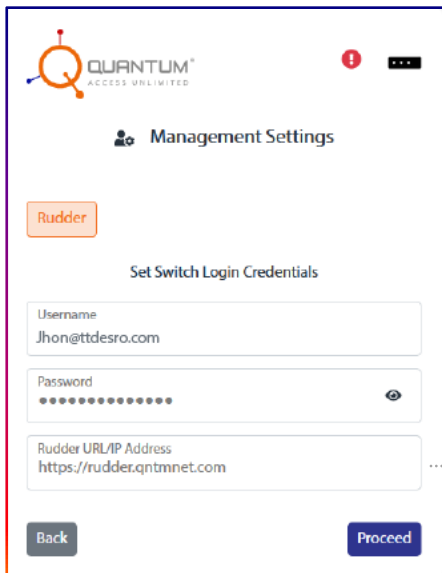 QUANTUM®
ACCESS UNLIMITED
Management Settings
Rudder
Set Switch Login Credentials
Username
Jhon@ttdesro.com
Password
••••••••••••••
Rudder URL/IP Address
https://rudder.qntmnet.com
Back
Proceed